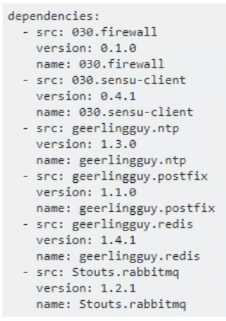 dependencies:
  - src: 030.firewall
    version: 0.1.0
    name: 030.firewall
  - src: 030.sensu-client
    version: 0.4.1
    name: 030.sensu-client
  - src: geerlingguy.ntp
    version: 1.3.0
    name: geerlingguy.ntp
  - src: geerlingguy.postfix
    version: 1.1.0
    name: geerlingguy.postfix
  - src: geerlingguy.redis
    version: 1.4.1
    name: geerlingguy.redis
  - src: Stouts.rabbitmq
    version: 1.2.1
    name: Stouts.rabbitmq